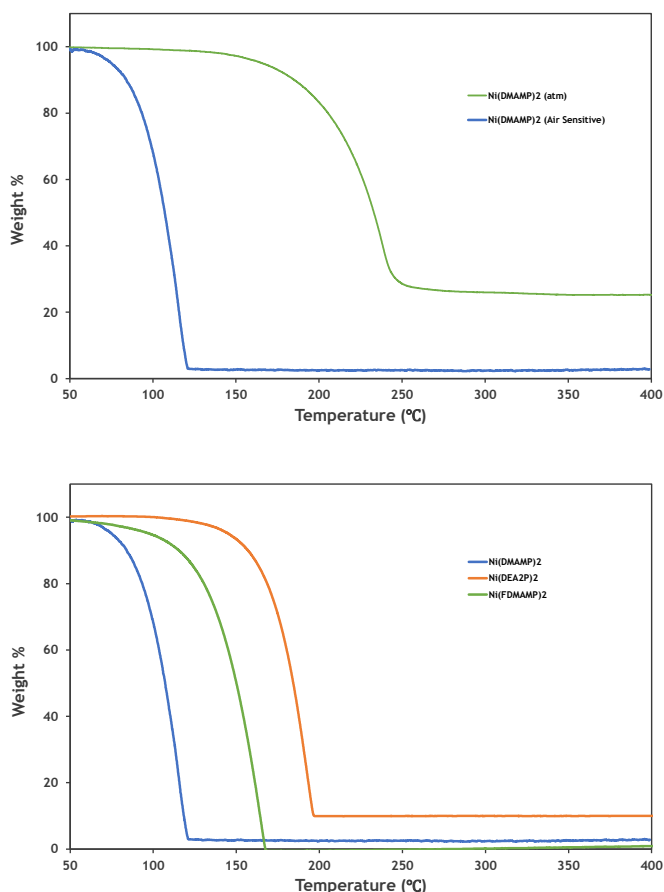 100
80
60
40
20
0
Weight %
Ni(DMAMP)2 (atm)
Ni(DMAMP)2 (Air Sensitive)
50 100 150 200 250 300 350 400
Temperature (℃)
100
80
60
40
20
0
Weight %
Ni(DMAMP)2
Ni(DEA2P)2
Ni(FDMAMP)2
50 100 150 200 250 300 350 400
Temperature (℃)